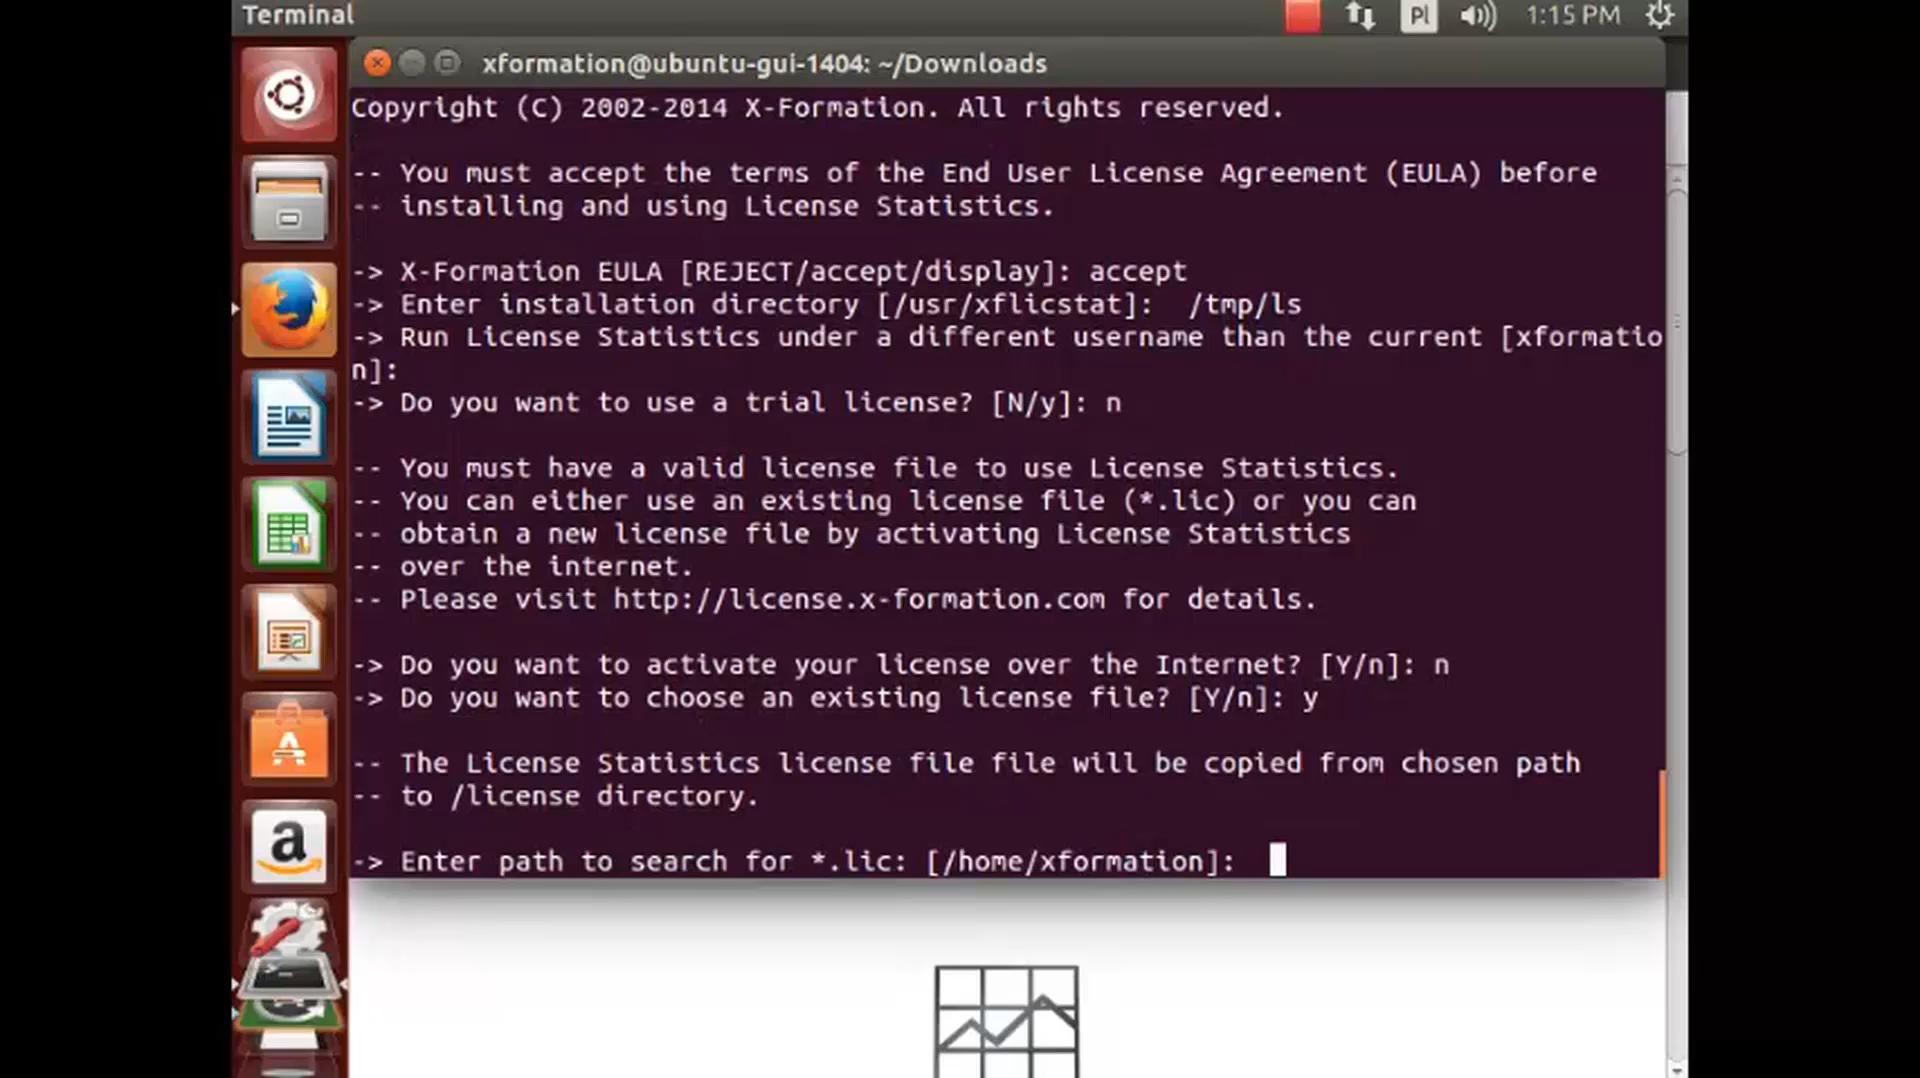 Terminal
Pl
1:15 PM
xformation@ubuntu-gui-1404: ~/Downloads
Copyright (C) 2002-2014 X-Formation. All rights reserved.
-- You must accept the terms of the End User License Agreement (EULA) before
-- installing and using License Statistics.
-> X-Formation EULA [REJECT/accept/display]: accept
-> Enter installation directory [/usr/xflicstat]:  /tmp/ls
-> Run License Statistics under a different username than the current [xformatio
n]:
-> Do you want to use a trial license? [N/y]: n
-- You must have a valid license file to use License Statistics.
-- You can either use an existing license file (*.lic) or you can
-- obtain a new license file by activating License Statistics
-- over the internet.
-- Please visit http://license.x-formation.com for details.
-> Do you want to activate your license over the Internet? [Y/n]: n
-> Do you want to choose an existing license file? [Y/n]: y
-- The License Statistics license file file will be copied from chosen path
-- to /license directory.
-> Enter path to search for *.lic: [/home/xformation]: